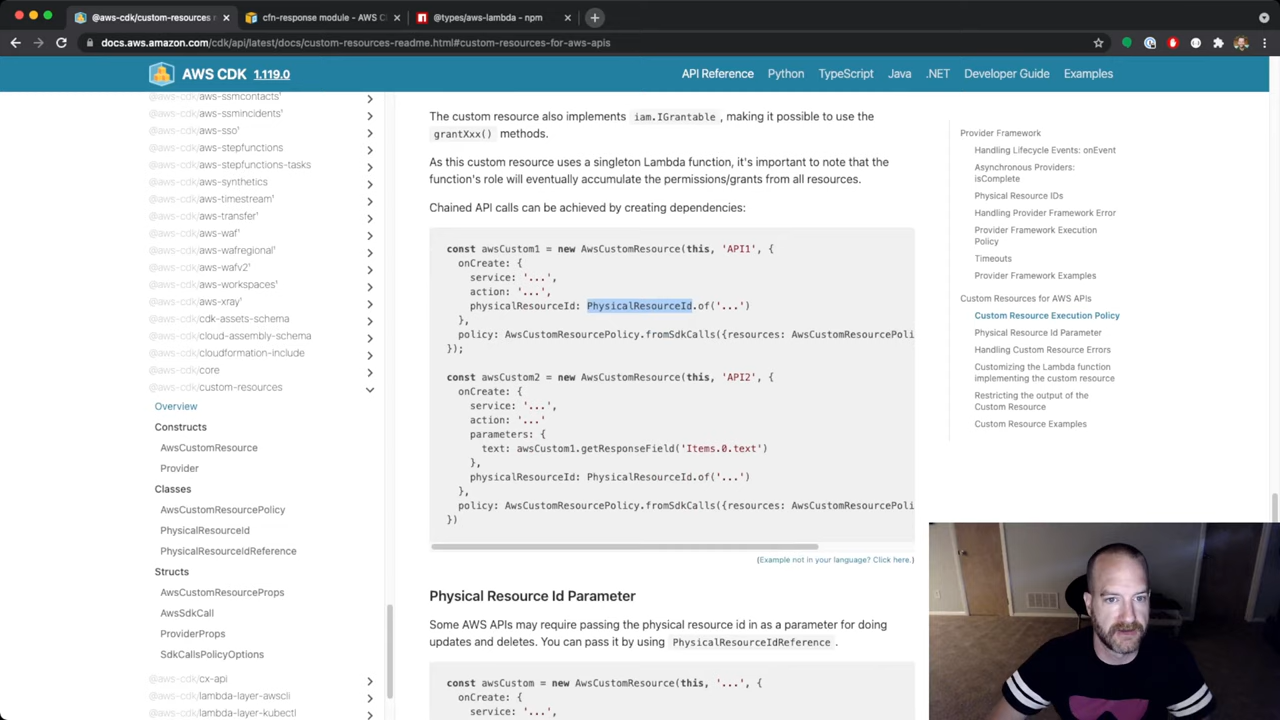 @aws-cdk/custom-resources r
cfn-response module - AWS C
@types/aws-lambda - npm
docs.aws.amazon.com/cdk/api/latest/docs/custom-resources-readme.html#custom-resources-for-aws-apis
AWS CDK 1.119.0
API Reference
Python
TypeScript
Java
.NET
Developer Guide
Examples
@aws-cdk/aws-ssmcontacts¹
@aws-cdk/aws-ssmincidents¹
@aws-cdk/aws-sso¹
@aws-cdk/aws-stepfunctions
@aws-cdk/aws-stepfunctions-tasks
@aws-cdk/aws-synthetics
@aws-cdk/aws-timestream¹
@aws-cdk/aws-transfer¹
@aws-cdk/aws-waf¹
@aws-cdk/aws-wafregional¹
@aws-cdk/aws-wafv2¹
@aws-cdk/aws-workspaces¹
@aws-cdk/aws-xray¹
@aws-cdk/cdk-assets-schema
@aws-cdk/cloud-assembly-schema
@aws-cdk/cloudformation-include
@aws-cdk/core
@aws-cdk/custom-resources
Overview
Constructs
AwsCustomResource
Provider
Classes
AwsCustomResourcePolicy
PhysicalResourceId
PhysicalResourceIdReference
Structs
AwsCustomResourceProps
AwsSdkCall
ProviderProps
SdkCallsPolicyOptions
@aws-cdk/cx-api
@aws-cdk/lambda-layer-awscli
@aws-cdk/lambda-layer-kubectl
The custom resource also implements iam.IGrantable , making it possible to use the
grantXxx() methods.
As this custom resource uses a singleton Lambda function, it's important to note that the
function's role will eventually accumulate the permissions/grants from all resources.
Chained API calls can be achieved by creating dependencies:
const awsCustom1 = new AwsCustomResource(this, 'API1', {
onCreate: {
service: '...',
action: '...',
physicalResourceId: PhysicalResourceId.of('...')
},
policy: AwsCustomResourcePolicy.fromSdkCalls({resources: AwsCustomResourcePoli
});
const awsCustom2 = new AwsCustomResource(this, 'API2', {
onCreate: {
service: '...',
action: '...'
parameters: {
text: awsCustom1.getResponseField('Items.0.text')
},
physicalResourceId: PhysicalResourceId.of('...')
},
policy: AwsCustomResourcePolicy.fromSdkCalls({resources: AwsCustomResourcePoli
})
(Example not in your language? Click here.)
Physical Resource Id Parameter
Some AWS APIs may require passing the physical resource id in as a parameter for doing
updates and deletes. You can pass it by using PhysicalResourceIdReference .
const awsCustom = new AwsCustomResource(this, '...', {
onCreate: {
service: '...',
Provider Framework
Handling Lifecycle Events: onEvent
Asynchronous Providers:
isComplete
Physical Resource IDs
Handling Provider Framework Error
Provider Framework Execution
Policy
Timeouts
Provider Framework Examples
Custom Resources for AWS APIs
Custom Resource Execution Policy
Physical Resource Id Parameter
Handling Custom Resource Errors
Customizing the Lambda function
implementing the custom resource
Restricting the output of the
Custom Resource
Custom Resource Examples